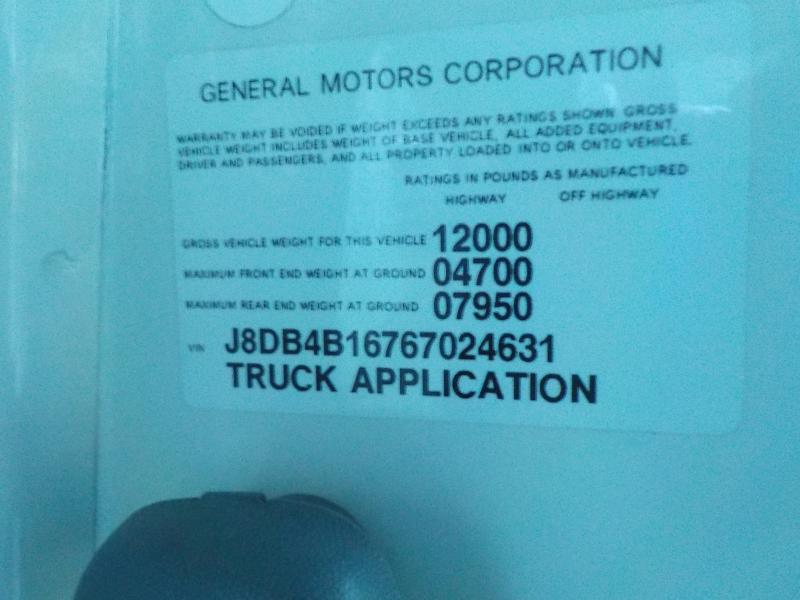 GENERAL MOTORS CORPORATION
WARRANTY MAY BE VOIDED IF WEIGHT EXCEEDS ANY RATINGS SHOWN GROSS
VEHICLE WEIGHT INCLUDES WEIGHT OF BASE VEHICLE, ALL ADDED EQUIPMENT,
DRIVER AND PASSENGERS, AND ALL PROPERTY LOADED INTO OR ONTO VEHICLE.
RATINGS IN POUNDS AS MANUFACTURED
HIGHWAY OFF HIGHWAY
GROSS VEHICLE WEIGHT FOR THIS VEHICLE 12000
MAXIMUM FRONT END WEIGHT AT GROUND 04700
MAXIMUM REAR END WEIGHT AT GROUND 07950
VIN J8DB4B16767024631
TRUCK APPLICATION